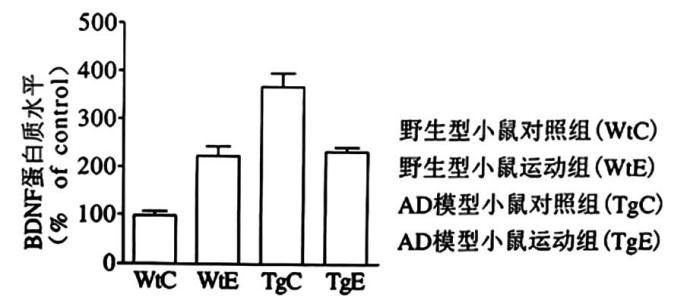 BDNF蛋白质水平
(% of control)
500
400
300
200
100
0
WtC WtE TgC TgE
野生型小鼠对照组(WtC)
野生型小鼠运动组(WtE)
AD模型小鼠对照组(TgC)
AD模型小鼠运动组(TgE)